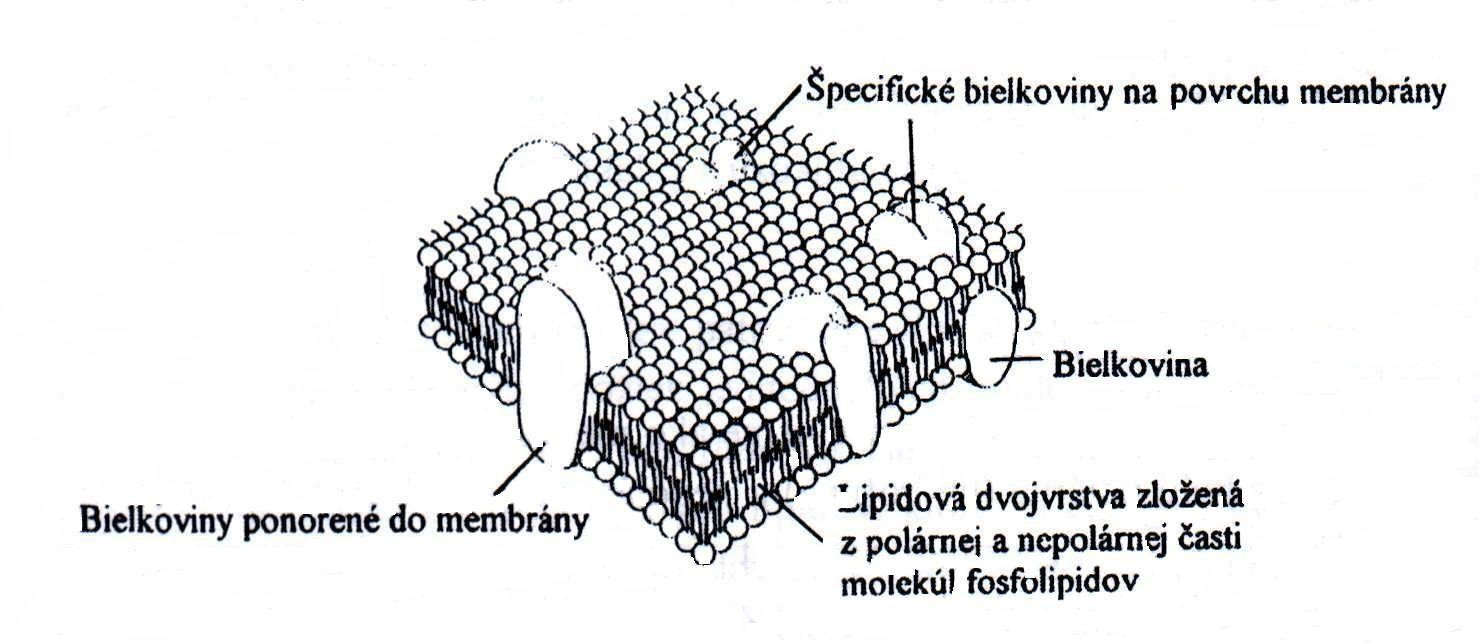 Špecifické bielkoviny na povrchu membrány
Bielkovina
Bielkoviny ponorené do membrány
Lipidová dvojvrstva zložená
z polárnej a nepolárnej časti
molekúl fosfolipidov